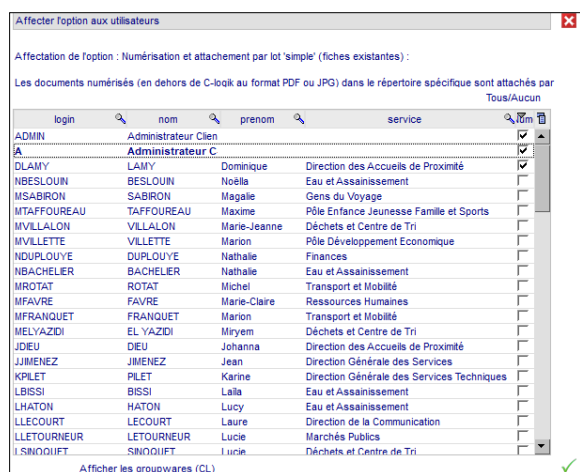 Affecter l'option aux utilisateurs
Affectation de l'option : Numérisation et attachement par lot 'simple' (fiches existantes) :
Les documents numérisés (en dehors de C-logik au format PDF ou JPG) dans le répertoire spécifique sont attachés par
Tous/Aucun
login nom prenom service
ADMIN Administrateur Clien
A Administrateur C
DLAMY LAMY Dominique Direction des Accueils de Proximité
NBESLOUIN BESLOUIN Noëlla Eau et Assainissement
MSABIRON SABIRON Magalie Gens du Voyage
MTAFFOUREAU TAFFOUREAU Maxime Pôle Enfance Jeunesse Famille et Sports
MVILLALON VILLALON Marie-Jeanne Déchets et Centre de Tri
MVILLETTE VILLETTE Marion Pôle Développement Economique
NDUPLOUYE DUPLOUYE Nathalie Finances
NBACHELIER BACHELIER Nathalie Eau et Assainissement
MROTAT ROTAT Michel Transport et Mobilité
MFAVRE FAVRE Marie-Claire Ressources Humaines
MFRANQUET FRANQUET Marion Transport et Mobilité
MELYAZIDI EL YAZIDI Miryem Déchets et Centre de Tri
JDIEU DIEU Johanna Direction des Accueils de Proximité
JJIMENEZ JIMENEZ Jean Direction Générale des Services
KPILET PILET Karine Direction Générale des Services Techniques
LBISSI BISSI Laïla Eau et Assainissement
LHATON HATON Lucy Eau et Assainissement
LLECOURT LECOURT Laure Direction de la Communication
LLETOURNEUR LETOURNEUR Lucie Marchés Publics
LSINOQUET SINOQUET Lucie Déchets et Centre de Tri
Afficher les groupwares (CL)